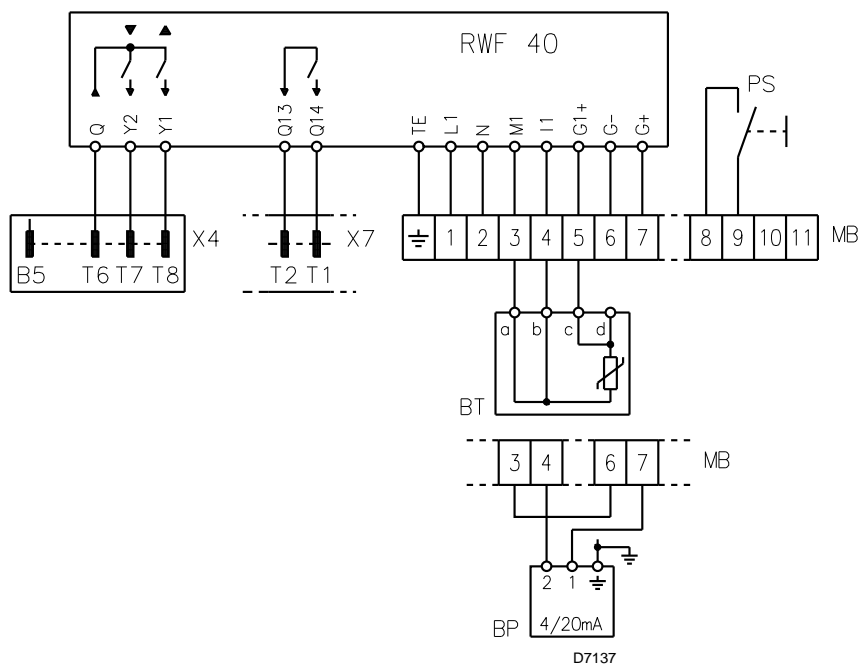 RWF 40
PS
Q Y2 Y1 Q13 Q14 TE L1 N M1 I1 G1+ G- G+
X4 X7 1 2 3 4 5 6 7 8 9 10 11 MB
B5 T6 T7 T8 T2 T1
a b c d
BT
3 4 6 7 MB
2 1
BP 4/20mA
D7137